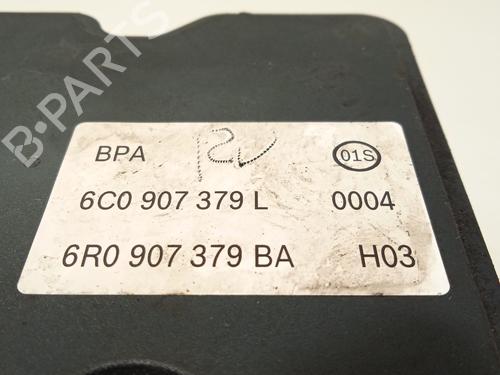 B-PARTS
BPA 01S
6C0 907 379 L 0004
6R0 907 379 BA H03